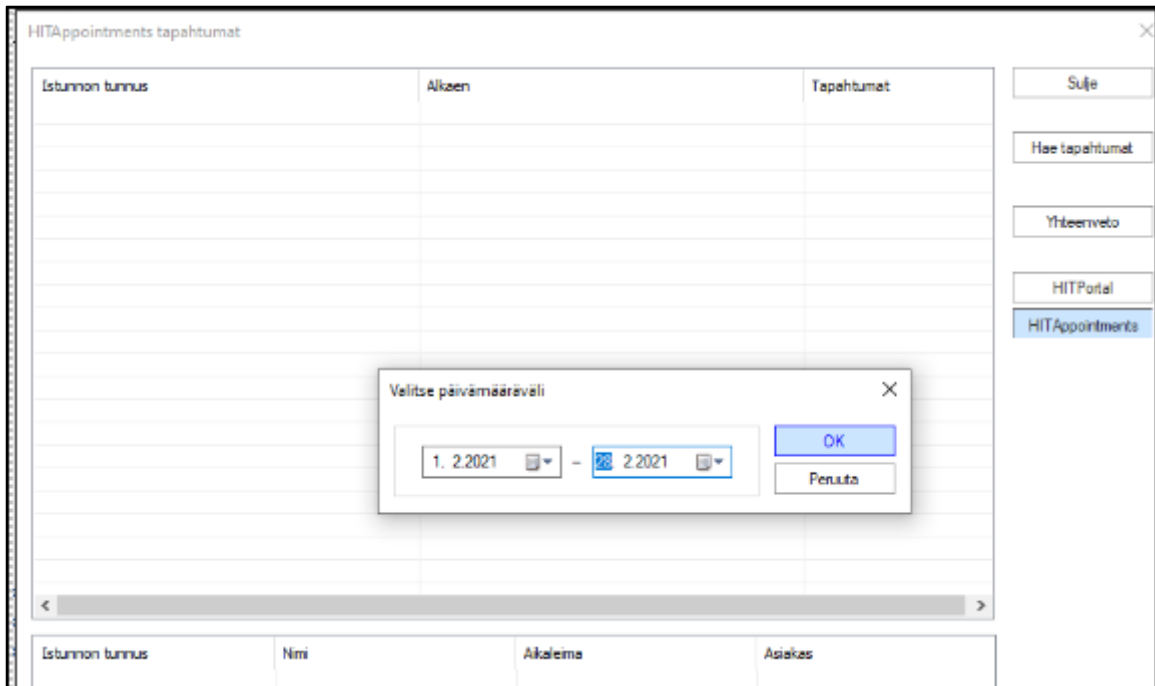 HITAppointments tapahtumat
Istunnon tunnus Alkaen Tapahtumat
Sulje
Hae tapahtumat
Yhteenveto
HITPortal
HITAppointments
Valitse päivämääräväli
1. 2.2021 – 28. 2.2021
OK
Peruuta
Istunnon tunnus Nimi Aikaleima Asiakas